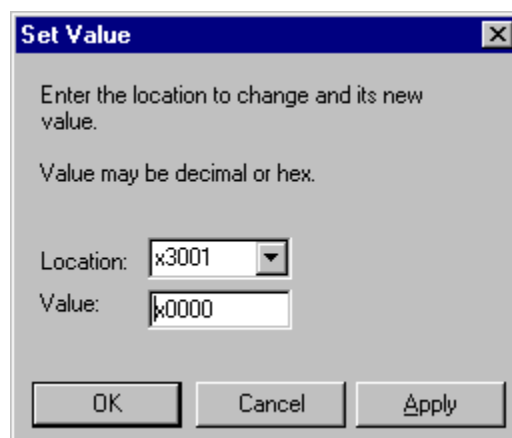 Set Value
Enter the location to change and its new
value.
Value may be decimal or hex.
Location: x3001
Value: x0000
OK Cancel Apply